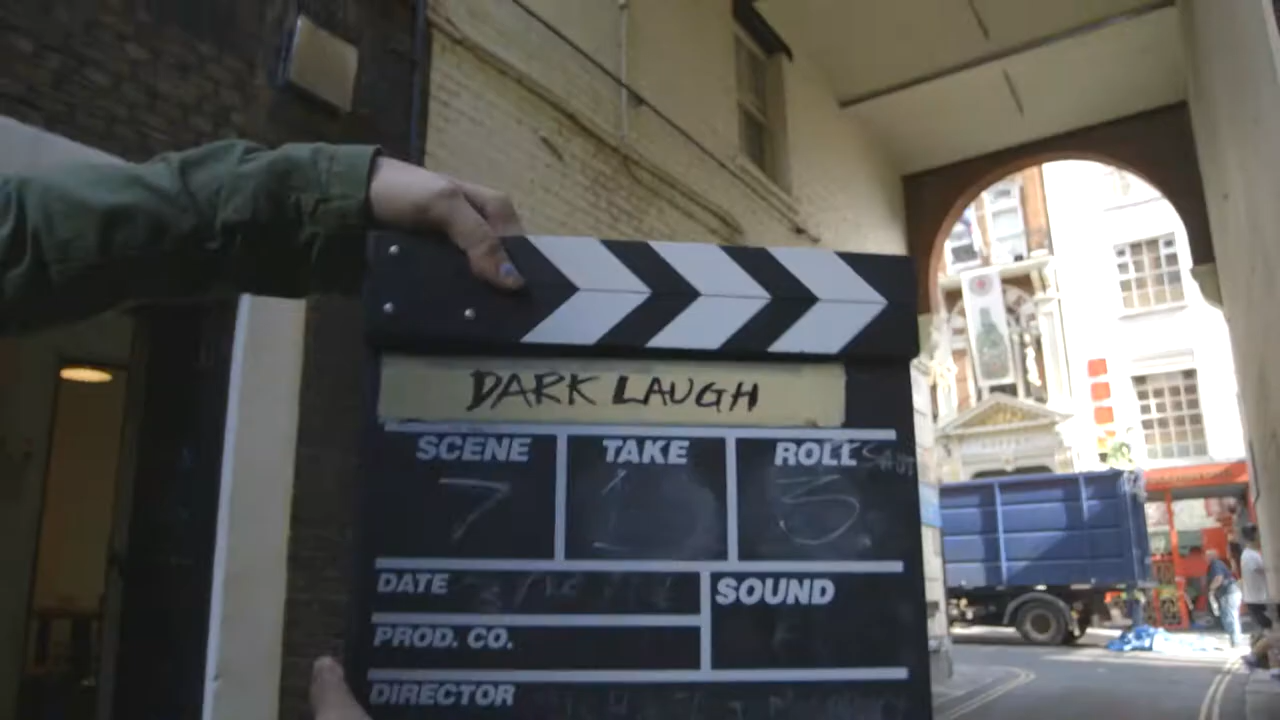 DARK LAUGH
SCENE TAKE ROLL
7 3
DATE
SOUND
PROD. CO.
DIRECTOR